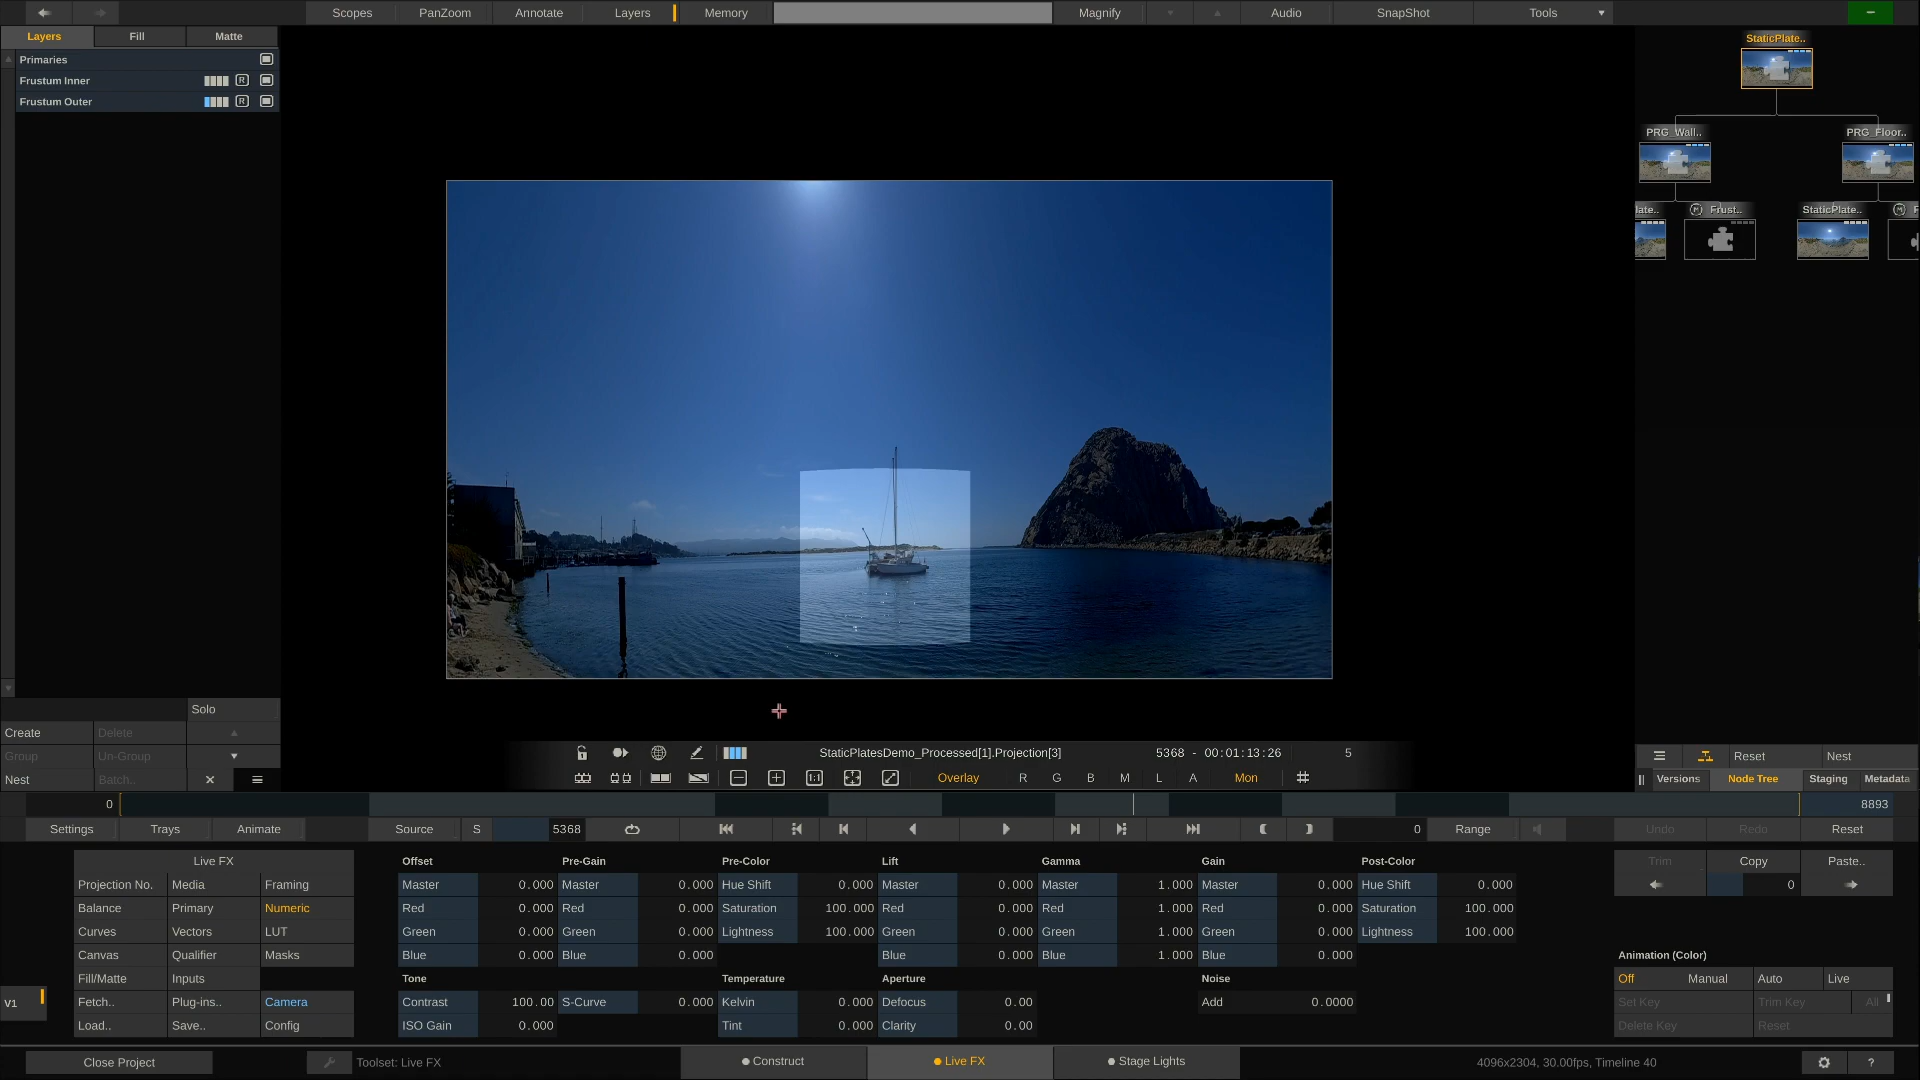 Scopes PanZoom Annotate Layers Memory Magnify Audio SnapShot Tools
Layers Fill Matte
StaticPlate..
Primaries
Frustum Inner R
Frustum Outer R
PRG_Wall.. PRG_Floor..
late.. M Frust.. StaticPlate.. M
Solo
Create Delete
Group Un-Group
Nest Batch..
StaticPlatesDemo_Processed[1].Projection[3] 5368 - 00:01:13:26 5
Reset Nest
1:1 Overlay R G B M L A Mon
Versions Node Tree Staging Metadata
0 8893
Settings Trays Animate Source S 5368 0 Range Undo Redo Reset
Live FX Offset Pre-Gain Pre-Color Lift Gamma Gain Post-Color Trim Copy Paste..
Projection No. Media Framing Master 0.000 Master 0.000 Hue Shift 0.000 Master 0.000 Master 1.000 Master 0.000 Hue Shift 0.000 0
Balance Primary Numeric Red 0.000 Red 0.000 Saturation 100.000 Red 0.000 Red 1.000 Red 0.000 Saturation 100.000
Curves Vectors LUT Green 0.000 Green 0.000 Lightness 100.000 Green 0.000 Green 1.000 Green 0.000 Lightness 100.000
Canvas Qualifier Masks Blue 0.000 Blue 0.000 Blue 0.000 Blue 1.000 Blue 0.000 Animation (Color)
Fill/Matte Inputs Tone Temperature Aperture Noise Off Manual Auto Live
V1 Fetch.. Plug-ins.. Camera Contrast 100.00 S-Curve 0.000 Kelvin 0.000 Defocus 0.00 Add 0.0000 Set Key Trim Key All
Load.. Save.. Config ISO Gain 0.000 Tint 0.000 Clarity 0.00 Delete Key Reset
Close Project Toolset: Live FX Construct Live FX Stage Lights 4096x2304, 30.00fps, Timeline 40 ?